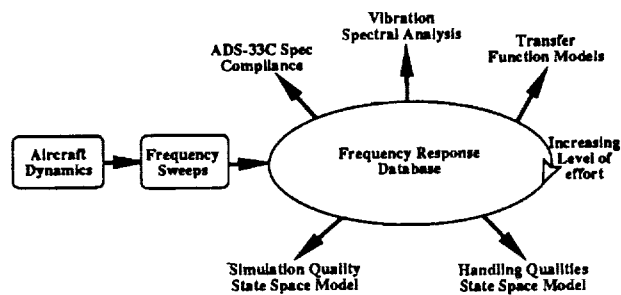 Vibration
Spectral Analysis
ADS-33C Spec
Compliance
Transfer
Function Models
Aircraft
Dynamics
Frequency
Sweeps
Frequency Response
Database
Increasing
Level of
effort
Simulation Quality
State Space Model
Handling Qualities
State Space Model